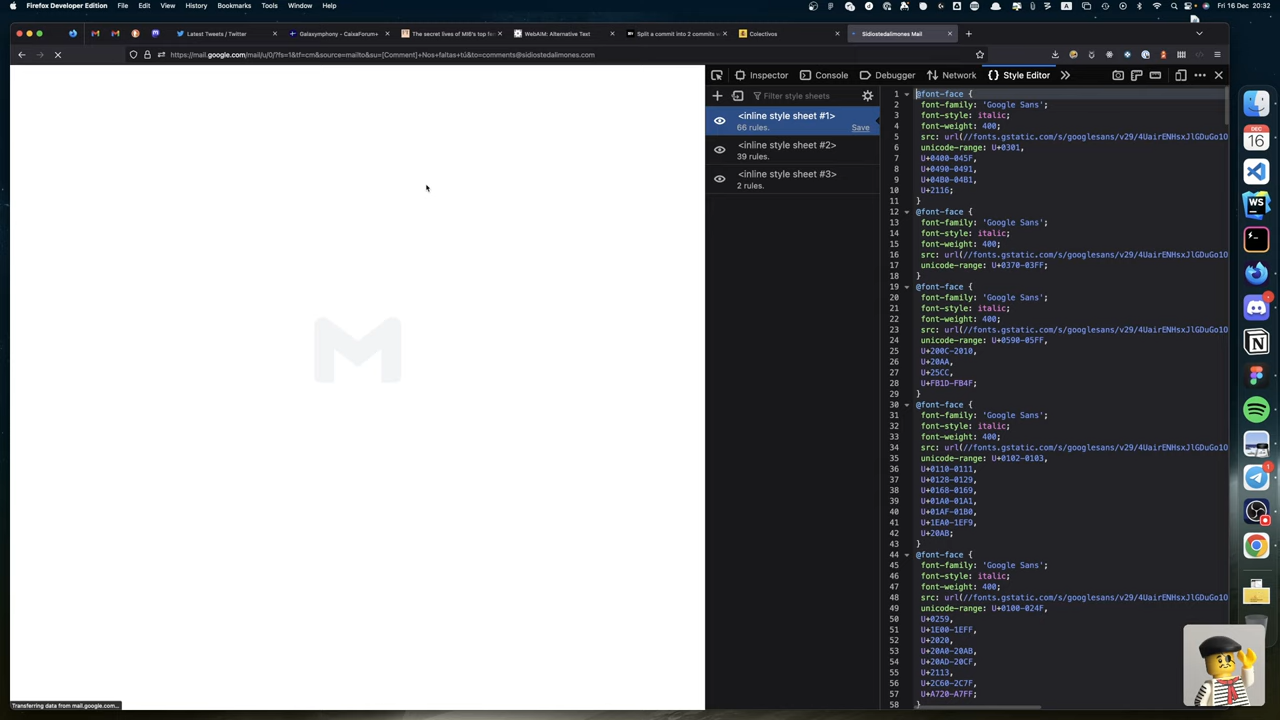 Firefox Developer Edition File Edit View History Bookmarks Tools Window Help
Fri 16 Dec 20:32
Latest Tweets / Twitter
Galaxymphony - CaixaForum+
The secret lives of MI6's top fe
WebAIM: Alternative Text
Split a commit into 2 commits
Colectivos
Sidiostedalimones Mail
https://mail.google.com/mail/u/0/?fs=1&tf=cm&source=mailto&su=[Comment]+Nos+faltas+tú&to=comments@sidiostedalimones.com
Inspector Console Debugger Network Style Editor
Filter style sheets
<inline style sheet #1>
66 rules.
Save
<inline style sheet #2>
39 rules.
<inline style sheet #3>
2 rules.
1 @font-face {
2 font-family: 'Google Sans';
3 font-style: italic;
4 font-weight: 400;
5 src: url(//fonts.gstatic.com/s/googlesans/v29/4UairENHsxJlGDuGo1O
6 unicode-range: U+0301,
7 U+0400-045F,
8 U+0490-0491,
9 U+04B0-04B1,
10 U+2116;
11 }
12 @font-face {
13 font-family: 'Google Sans';
14 font-style: italic;
15 font-weight: 400;
16 src: url(//fonts.gstatic.com/s/googlesans/v29/4UairENHsxJlGDuGo1O
17 unicode-range: U+0370-03FF;
18 }
19 @font-face {
20 font-family: 'Google Sans';
21 font-style: italic;
22 font-weight: 400;
23 src: url(//fonts.gstatic.com/s/googlesans/v29/4UairENHsxJlGDuGo1O
24 unicode-range: U+0590-05FF,
25 U+200C-2010,
26 U+20AA,
27 U+25CC,
28 U+FB1D-FB4F;
29 }
30 @font-face {
31 font-family: 'Google Sans';
32 font-style: italic;
33 font-weight: 400;
34 src: url(//fonts.gstatic.com/s/googlesans/v29/4UairENHsxJlGDuGo1O
35 unicode-range: U+0102-0103,
36 U+0110-0111,
37 U+0128-0129,
38 U+0168-0169,
39 U+01A0-01A1,
40 U+01AF-01B0,
41 U+1EA0-1EF9,
42 U+20AB;
43 }
44 @font-face {
45 font-family: 'Google Sans';
46 font-style: italic;
47 font-weight: 400;
48 src: url(//fonts.gstatic.com/s/googlesans/v29/4UairENHsxJlGDuGo1O
49 unicode-range: U+0100-024F,
50 U+0259,
51 U+1E00-1EFF,
52 U+2020,
53 U+20A0-20AB,
54 U+20AD-20CF,
55 U+2113,
56 U+2C60-2C7F,
57 U+A720-A7FF;
58 }
Transferring data from mail.google.com…
DEC
16
WS